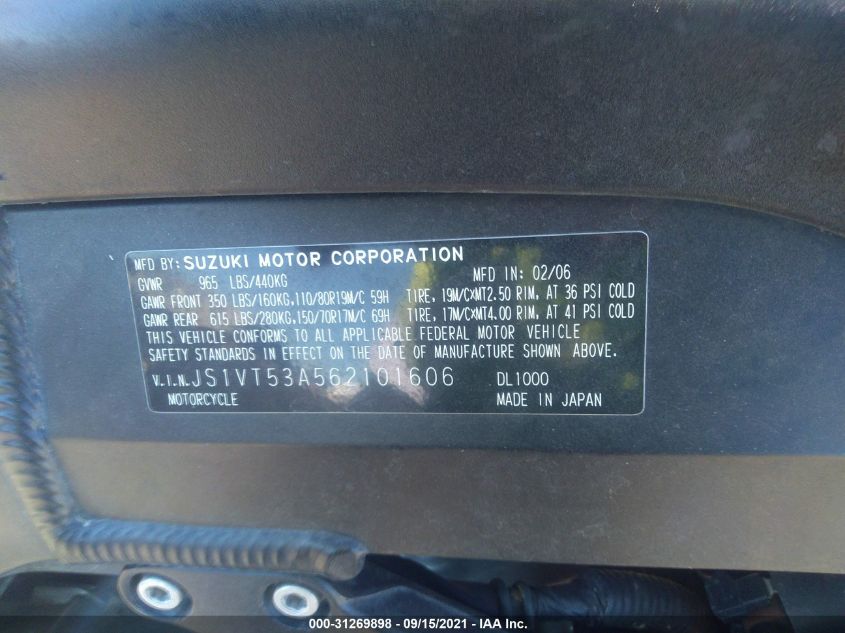 MFD BY: SUZUKI MOTOR CORPORATION
GVWR 965 LBS/440KG MFD IN: 02/06
GAWR FRONT 350 LBS/160KG,110/80R19M/C 59H TIRE, 19M/CXMT2.50 RIM, AT 36 PSI COLD
GAWR REAR 615 LBS/280KG,150/70R17M/C 69H TIRE, 17M/CXMT4.00 RIM, AT 41 PSI COLD
THIS VEHICLE CONFORMS TO ALL APPLICABLE FEDERAL MOTOR VEHICLE
SAFETY STANDARDS IN EFFECT ON THE DATE OF MANUFACTURE SHOWN ABOVE.
V.I.N. JS1VT53A562101606 DL1000
MOTORCYCLE MADE IN JAPAN
000-31269898 - 09/15/2021 - IAA Inc.